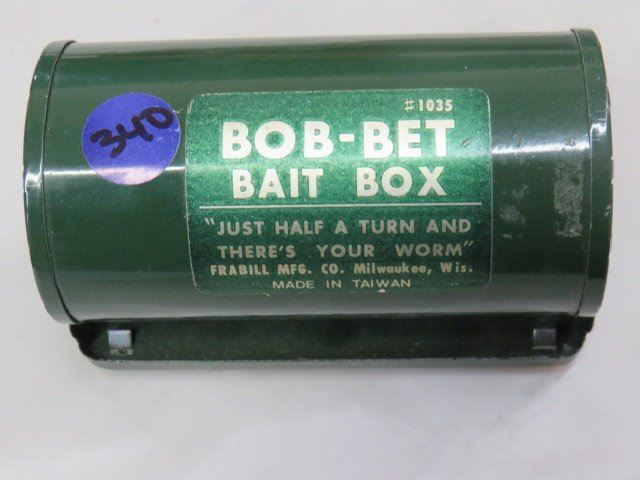 340
#1035
BOB-BET
BAIT BOX
"JUST HALF A TURN AND
THERE'S YOUR WORM"
FRABILL MFG. CO. Milwaukee, Wis.
MADE IN TAIWAN